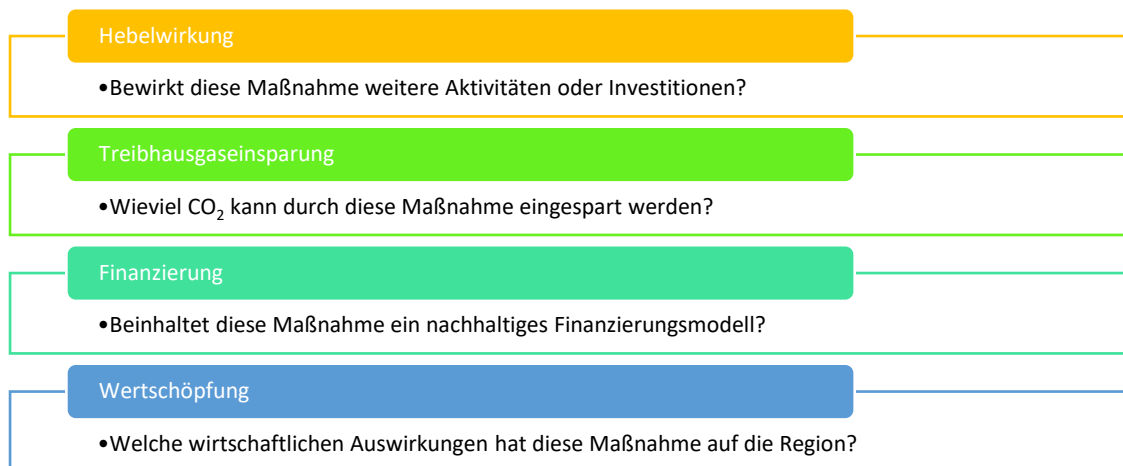 Hebelwirkung
•Bewirkt diese Maßnahme weitere Aktivitäten oder Investitionen?
Treibhausgaseinsparung
•Wieviel CO₂ kann durch diese Maßnahme eingespart werden?
Finanzierung
•Beinhaltet diese Maßnahme ein nachhaltiges Finanzierungsmodell?
Wertschöpfung
•Welche wirtschaftlichen Auswirkungen hat diese Maßnahme auf die Region?